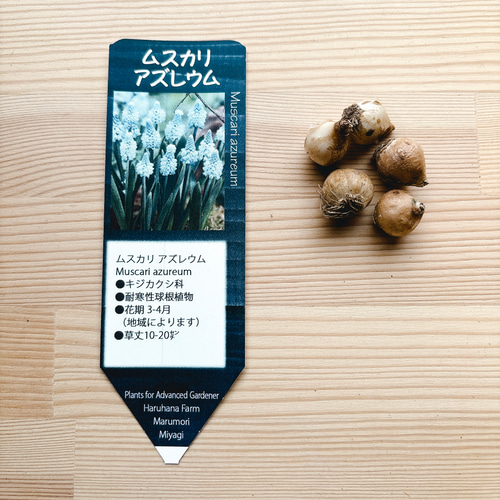 ムスカリ
アズレウム
Muscari azureum
ムスカリ アズレウム
Muscari azureum
●キジカクシ科
●耐寒性球根植物
●花期 3-4月
（地域によります）
●草丈10-20㌢
Plants for Advanced Gardener
Haruhana Farm
Marumori
Miyagi